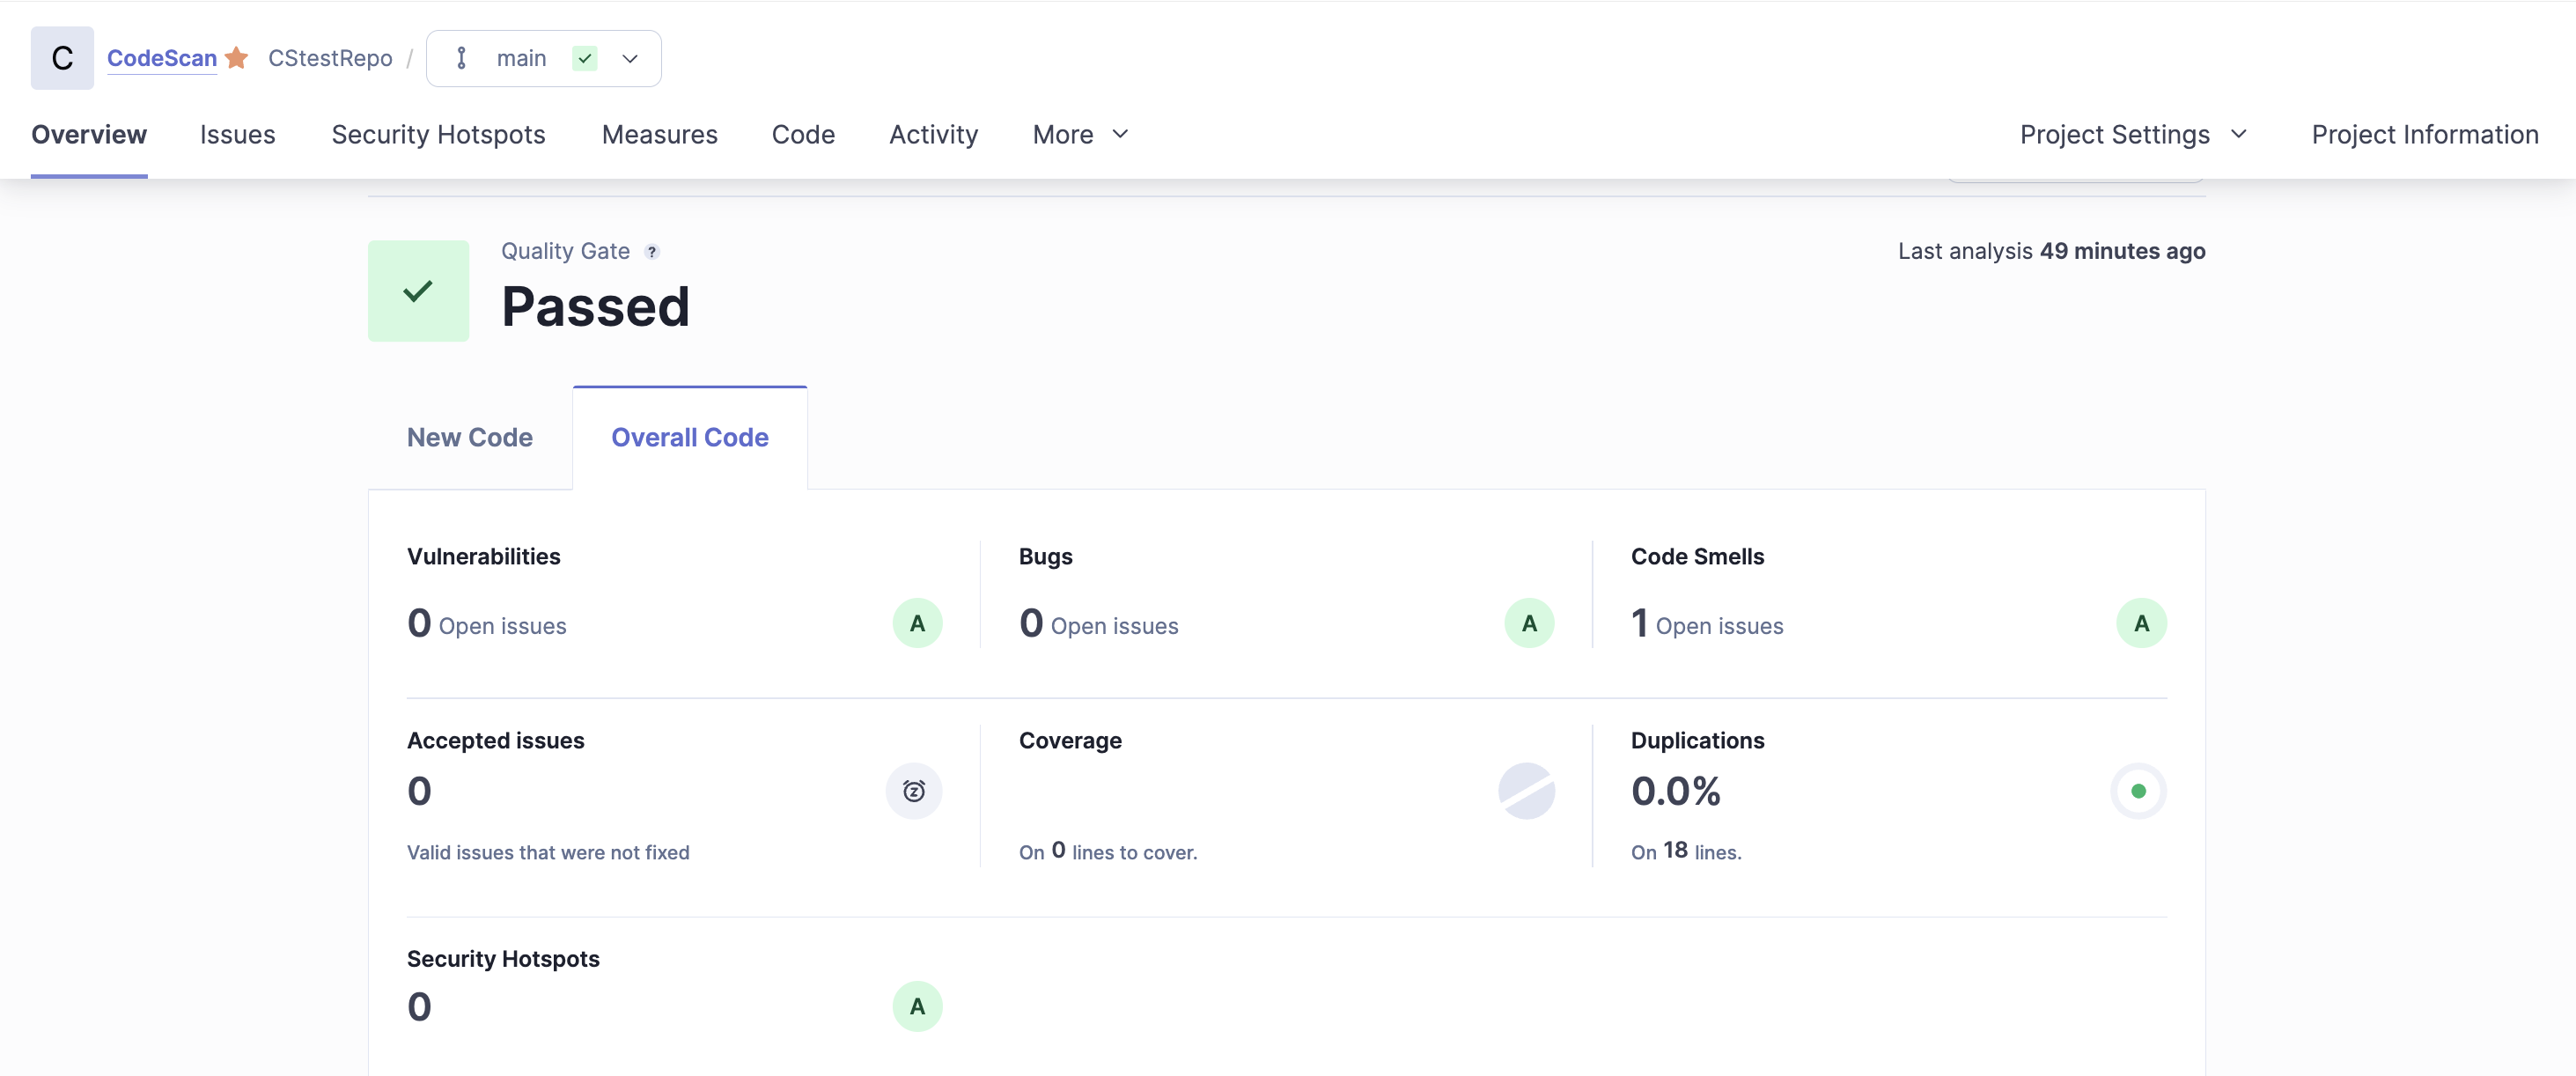 C CodeScan CStestRepo / main
Overview Issues Security Hotspots Measures Code Activity More Project Settings Project Information
Quality Gate ?
Last analysis 49 minutes ago
Passed
New Code Overall Code
Vulnerabilities Bugs Code Smells
0 Open issues A 0 Open issues A 1 Open issues A
Accepted issues Coverage Duplications
0 z 0.0%
Valid issues that were not fixed On 0 lines to cover. On 18 lines.
Security Hotspots
0 A